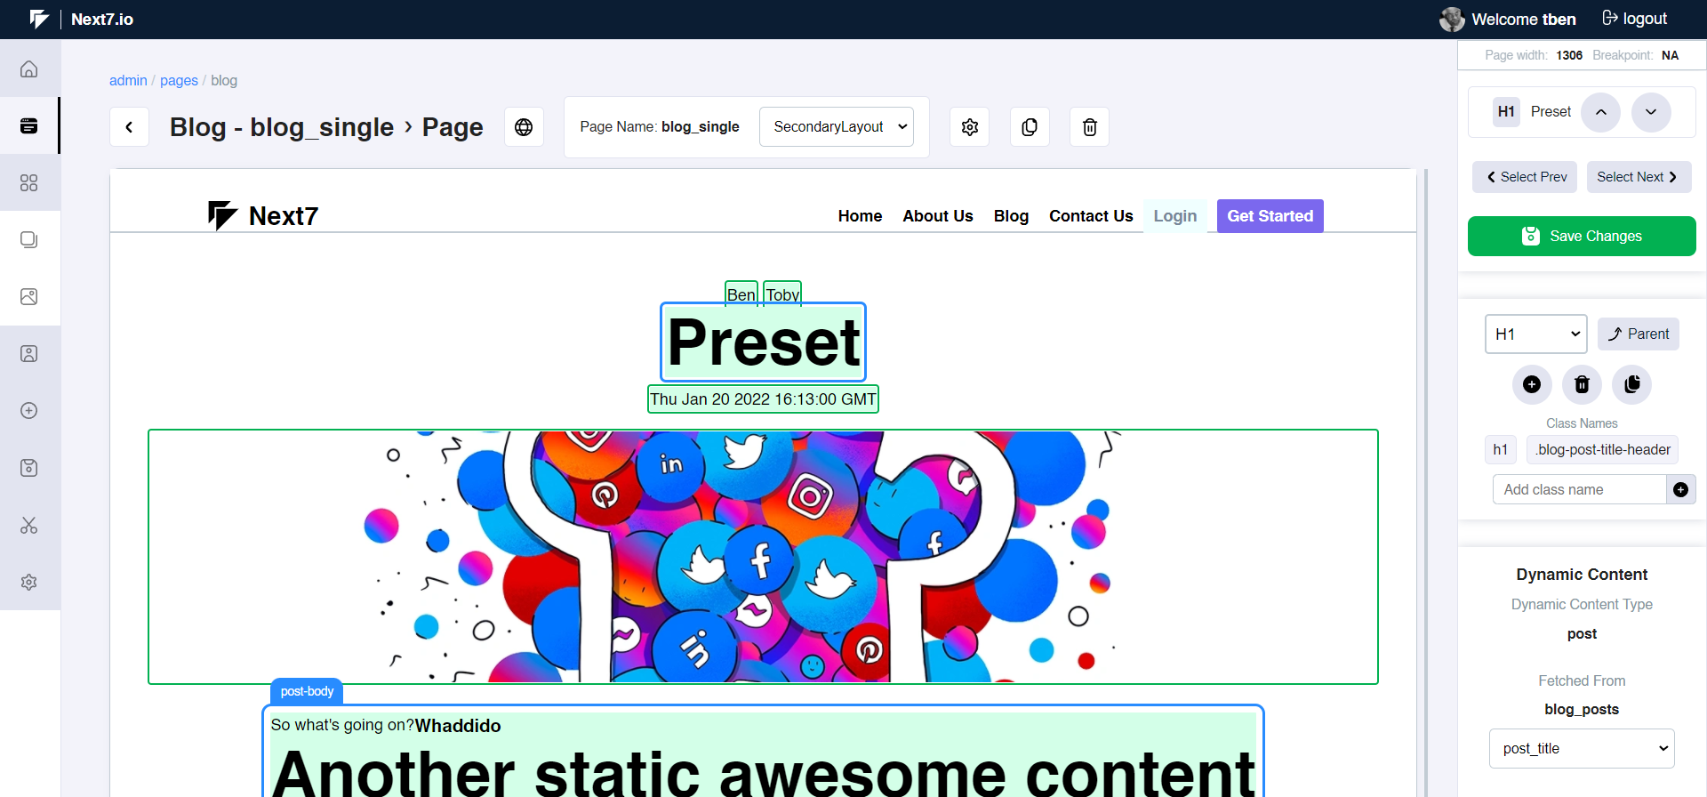 Next7.io
Welcome tben
logout
Page width: 1306 Breakpoint: NA
admin / pages / blog
Blog - blog_single › Page
Page Name: blog_single
SecondaryLayout
H1 Preset
Select Prev
Select Next
Save Changes
Next7
Home
About Us
Blog
Contact Us
Login
Get Started
Ben
Toby
Preset
Thu Jan 20 2022 16:13:00 GMT
in
f
f
in
post-body
So what's going on?Whaddido
Another static awesome content
H1
Parent
Class Names
h1
.blog-post-title-header
Add class name
Dynamic Content
Dynamic Content Type
post
Fetched From
blog_posts
post_title